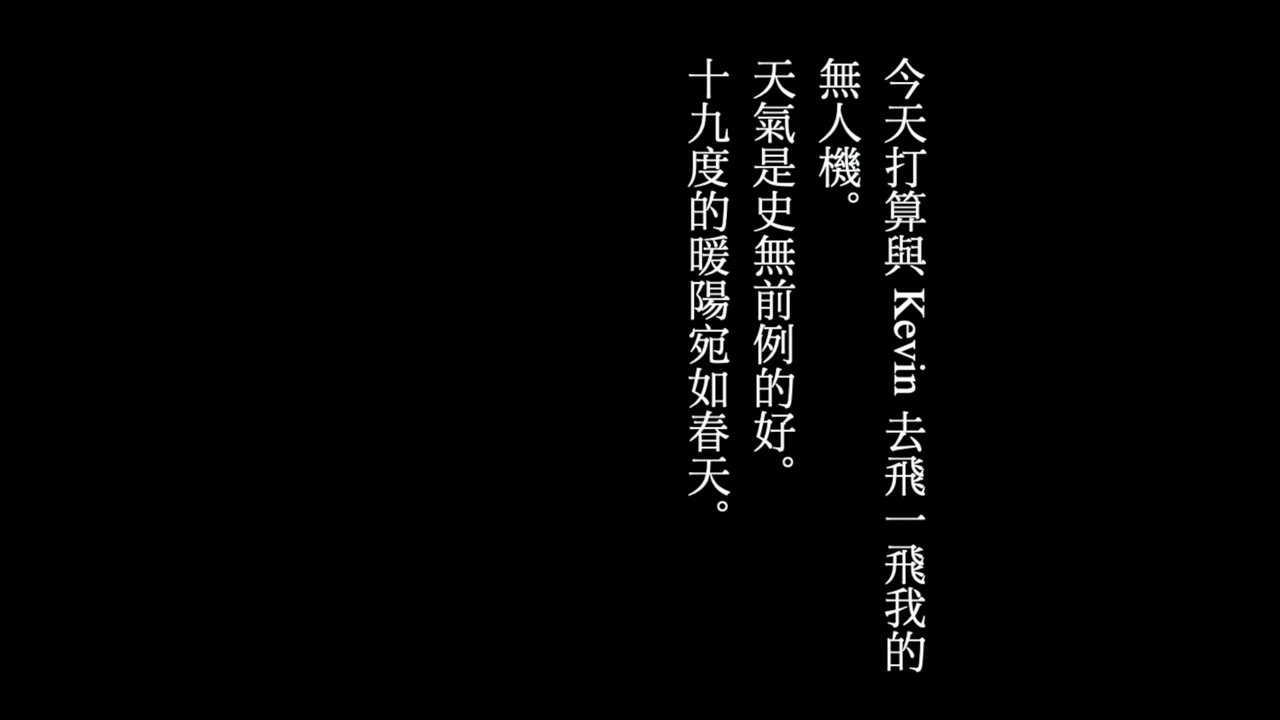 今天打算與 Kevin 去飛一飛我的
無人機。
天氣是史無前例的好。
十九度的暖陽宛如春天。